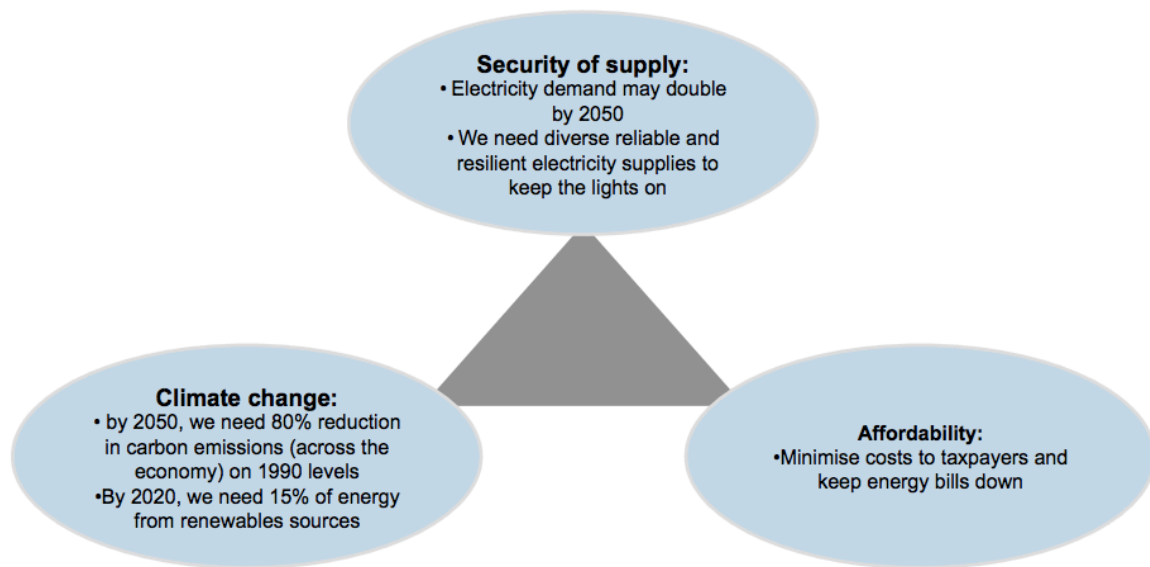 Security of supply:
• Electricity demand may double
by 2050
• We need diverse reliable and
resilient electricity supplies to
keep the lights on
Climate change:
• by 2050, we need 80% reduction
in carbon emissions (across the
economy) on 1990 levels
•By 2020, we need 15% of energy
from renewables sources
Affordability:
•Minimise costs to taxpayers and
keep energy bills down